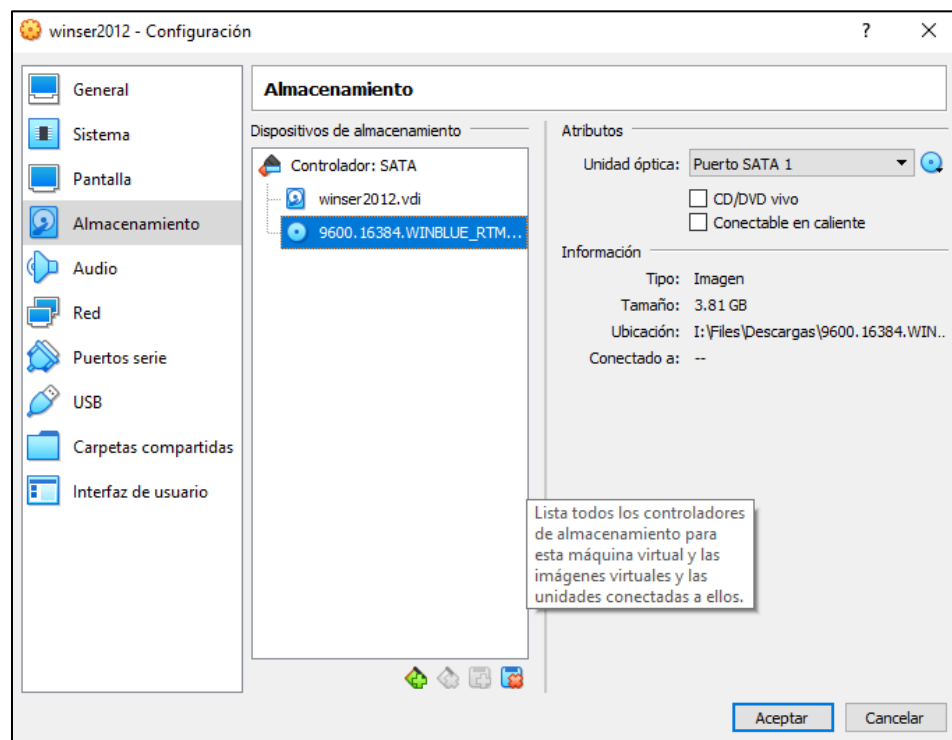 winser2012 - Configuración
?
General
Sistema
Pantalla
Almacenamiento
Audio
Red
Puertos serie
USB
Carpetas compartidas
Interfaz de usuario
Almacenamiento
Dispositivos de almacenamiento
Controlador: SATA
winser2012.vdi
9600.16384.WINBLUE_RTM...
Atributos
Unidad óptica: Puerto SATA 1
CD/DVD vivo
Conectable en caliente
Información
Tipo: Imagen
Tamaño: 3.81 GB
Ubicación: I:\Files\Descargas\9600.16384.WIN..
Conectado a: --
Lista todos los controladores
de almacenamiento para
esta máquina virtual y las
imágenes virtuales y las
unidades conectadas a ellos.
Aceptar
Cancelar